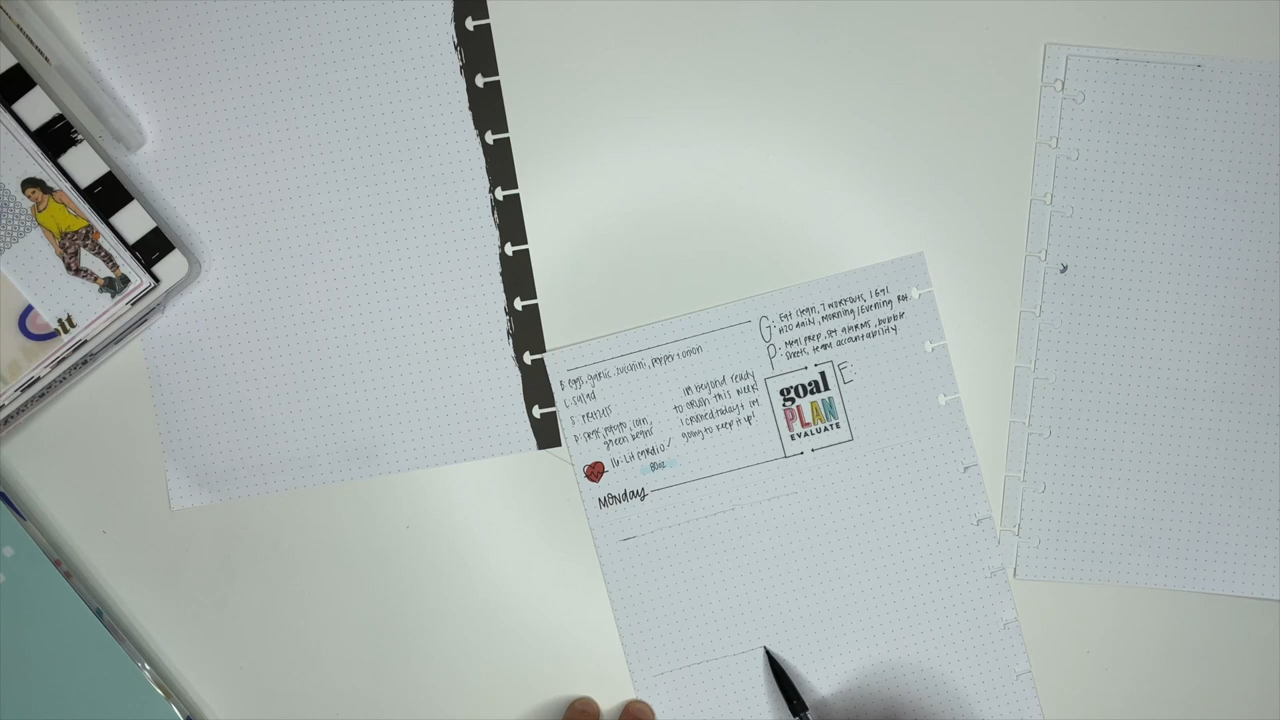 G: Eat clean, 7 workouts, 1 gal
H2O daily, Morning/Evening Rot
P: Meal prep, set alarms, bubble
sheets, team accountability
E:
goal
PLAN
EVALUATE
B: eggs, garlic, zucchini, pepper + onion
L: salad
S: pretzels
D: steak, potato, corn,
green beans
I'm beyond ready
to crush this week!
I crushed today + I'm
going to keep it up!
LH cardio ✓
80oz
Monday